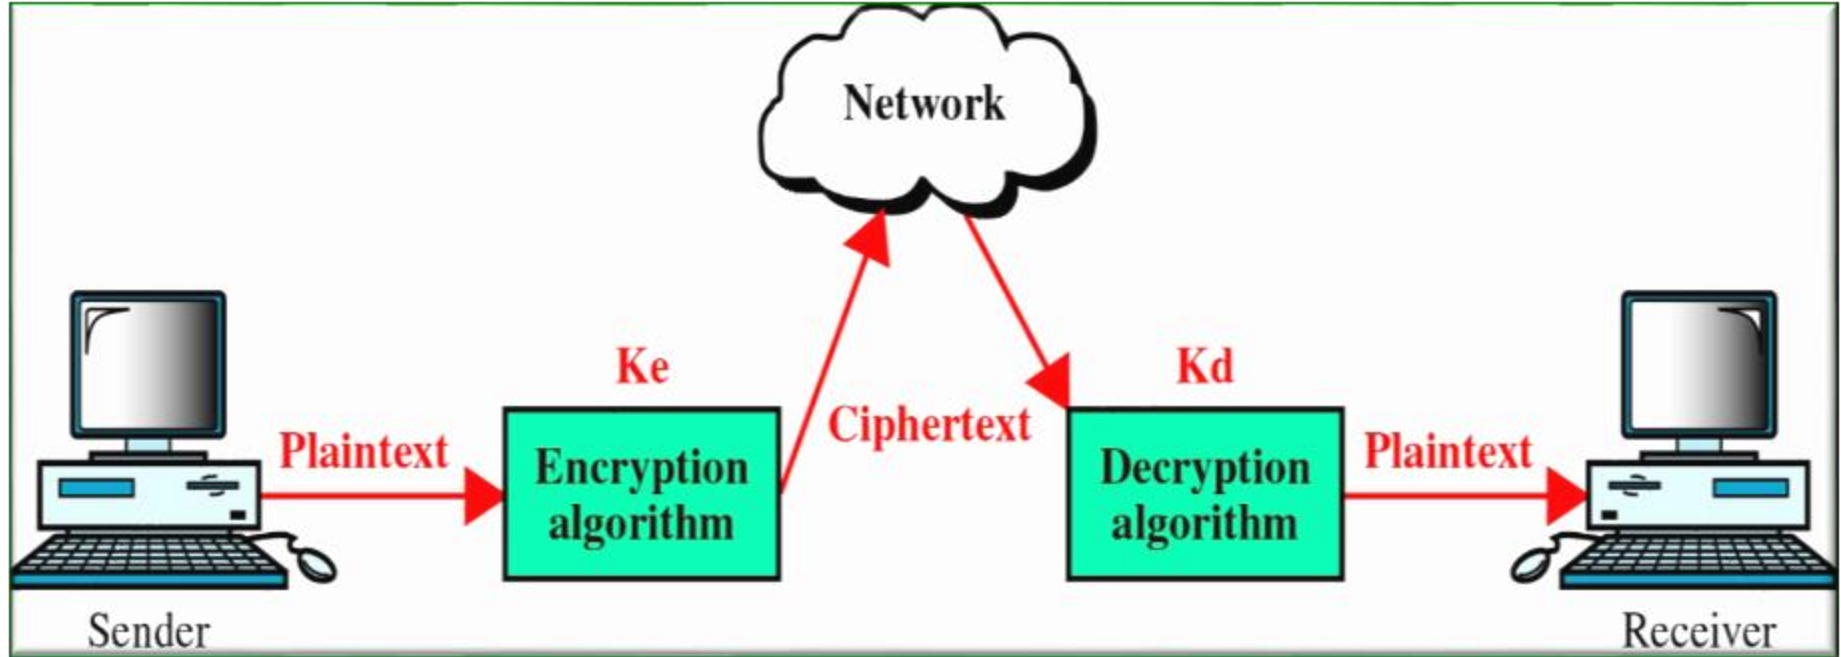 Network
Ke
Kd
Ciphertext
Plaintext
Encryption
algorithm
Decryption
algorithm
Plaintext
Sender
Receiver